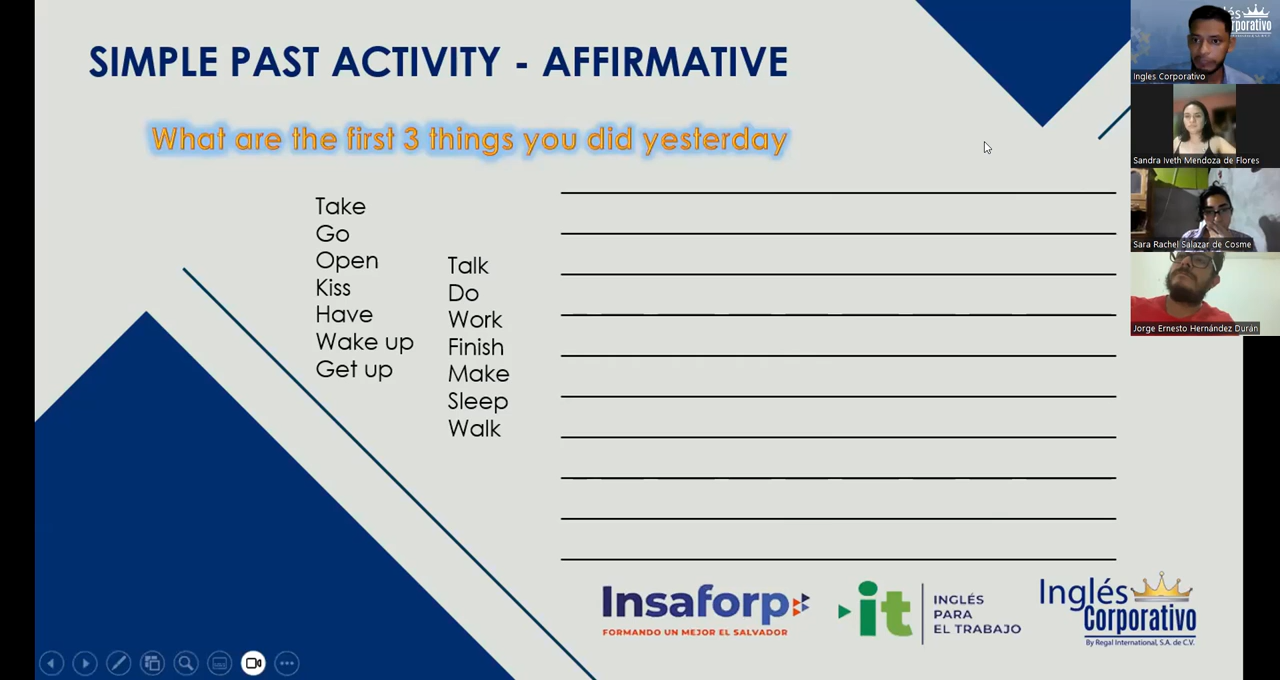 SIMPLE PAST ACTIVITY - AFFIRMATIVE
What are the first 3 things you did yesterday
Take
Go
Open
Kiss
Have
Wake up
Get up
Talk
Do
Work
Finish
Make
Sleep
Walk
Insaforp
FORMANDO UN MEJOR EL SALVADOR
it
INGLÉS
PARA
EL TRABAJO
Inglés
Corporativo
By Regal International, S.A. de C.V.
Ingles Corporativo
Sandra Iveth Mendoza de Flores
Sara Rachel Salazar de Cosme
Jorge Ernesto Hernández Durán